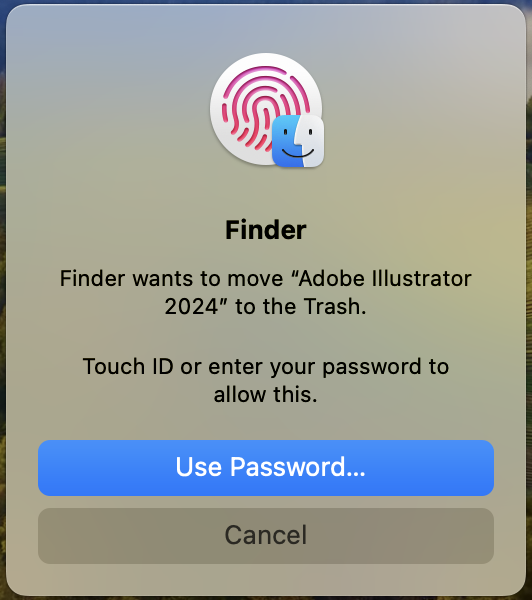 Finder
Finder wants to move “Adobe Illustrator
2024” to the Trash.
Touch ID or enter your password to
allow this.
Use Password...
Cancel